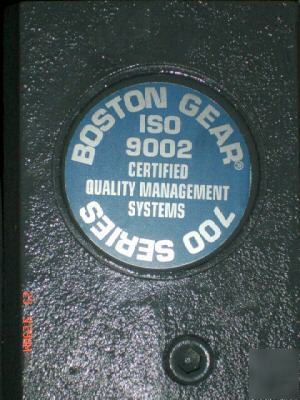 BOSTON GEAR®
ISO
9002
CERTIFIED
QUALITY MANAGEMENT
SYSTEMS
700 SERIES